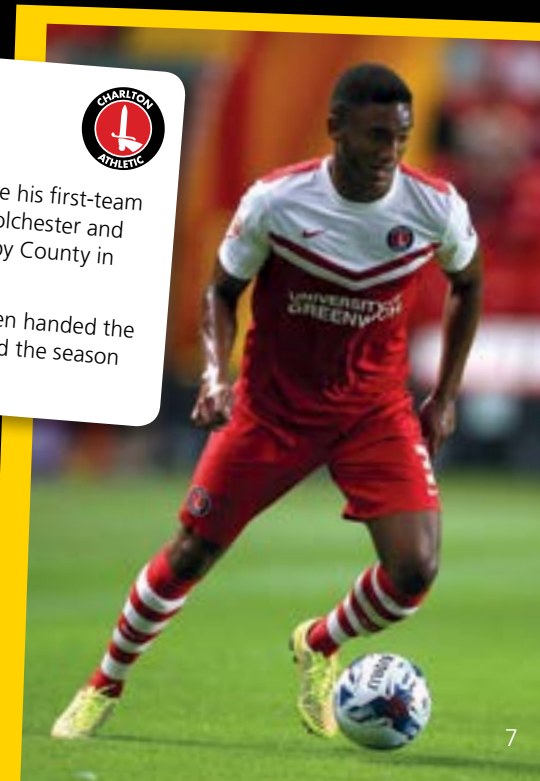 CHARLTON
ATHLETIC
e his first-team
olchester and
by County in
en handed the
d the season
UNIVERSITY OF
GREENWICH
3
7